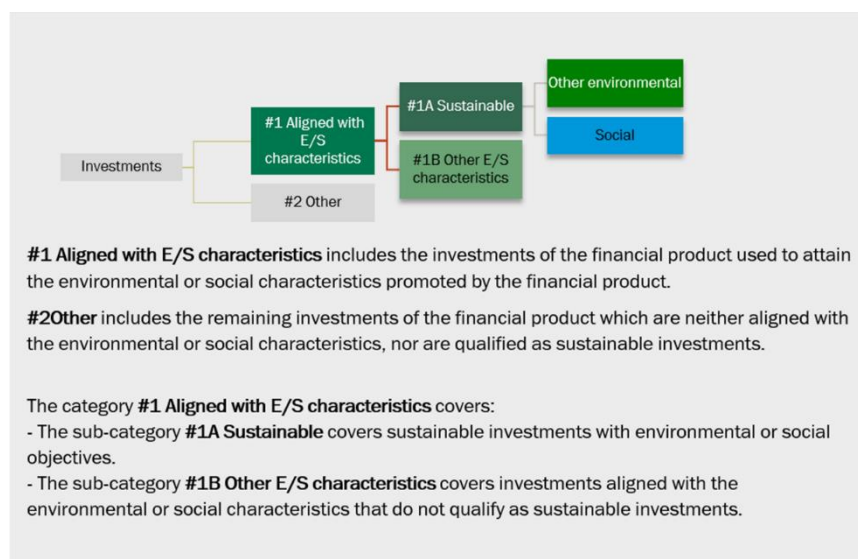 Other environmental
#1A Sustainable
#1 Aligned with
E/S
characteristics
Social
#1B Other E/S
characteristics
Investments
#2 Other
#1 Aligned with E/S characteristics includes the investments of the financial product used to attain
the environmental or social characteristics promoted by the financial product.
#2Other includes the remaining investments of the financial product which are neither aligned with
the environmental or social characteristics, nor are qualified as sustainable investments.
The category #1 Aligned with E/S characteristics covers:
- The sub-category #1A Sustainable covers sustainable investments with environmental or social
objectives.
- The sub-category #1B Other E/S characteristics covers investments aligned with the
environmental or social characteristics that do not qualify as sustainable investments.